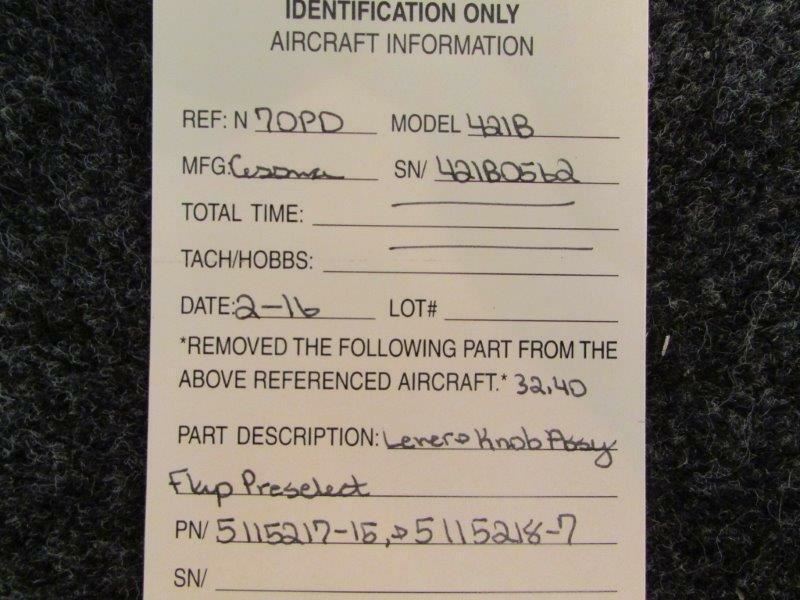 IDENTIFICATION ONLY
AIRCRAFT INFORMATION
REF: N 70PD MODEL 421B
MFG: Cessna SN/ 421B0562
TOTAL TIME:
TACH/HOBBS:
DATE: 2-16 LOT#
*REMOVED THE FOLLOWING PART FROM THE
ABOVE REFERENCED AIRCRAFT.* 32,40
PART DESCRIPTION: Lever & Knob Assy
Flap Preselect
PN/ 5115217-15, & 5115218-7
SN/